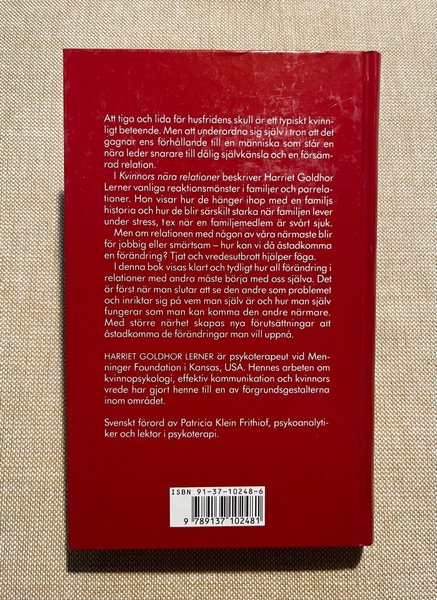 Att tiga och lida för husfridens skull är ett typiskt kvinn-
ligt beteende. Men att underordna sig själv i tron att det
gagnar ens förhållande till en människa som står en
nära leder snarare till dålig självkänsla och en försäm-
rad relation.
I Kvinnors nära relationer beskriver Harriet Goldhor
Lerner vanliga reaktionsmönster i familjer och parrela-
tioner. Hon visar hur de hänger ihop med en familjs
historia och hur de blir särskilt starka när familjen lever
under stress, t ex när en familjemedlem är svårt sjuk.
Men om relationen med någon av våra närmaste blir
för jobbig eller smärtsam – hur kan vi då åstadkomma
en förändring? Tjat och vredesutbrott hjälper föga.
I denna bok visas klart och tydligt hur all förändring i
relationer med andra måste börja med oss själva. Det
är först när man slutar att se den andre som problemet
och inriktar sig på vem man själv är och hur man själv
fungerar som man kan komma den andre närmare.
Med större närhet skapas nya förutsättningar att
åstadkomma de förändringar man vill uppnå.
HARRIET GOLDHOR LERNER är psykoterapeut vid Men-
ninger Foundation i Kansas, USA. Hennes arbeten om
kvinnopsykologi, effektiv kommunikation och kvinnors
vrede har gjort henne till en av förgrundsgestalterna
inom området.
Svenskt förord av Patricia Klein Frithiof, psykoanalyti-
ker och lektor i psykoterapi.
ISBN 91-37-10248-6
9 789137 102481